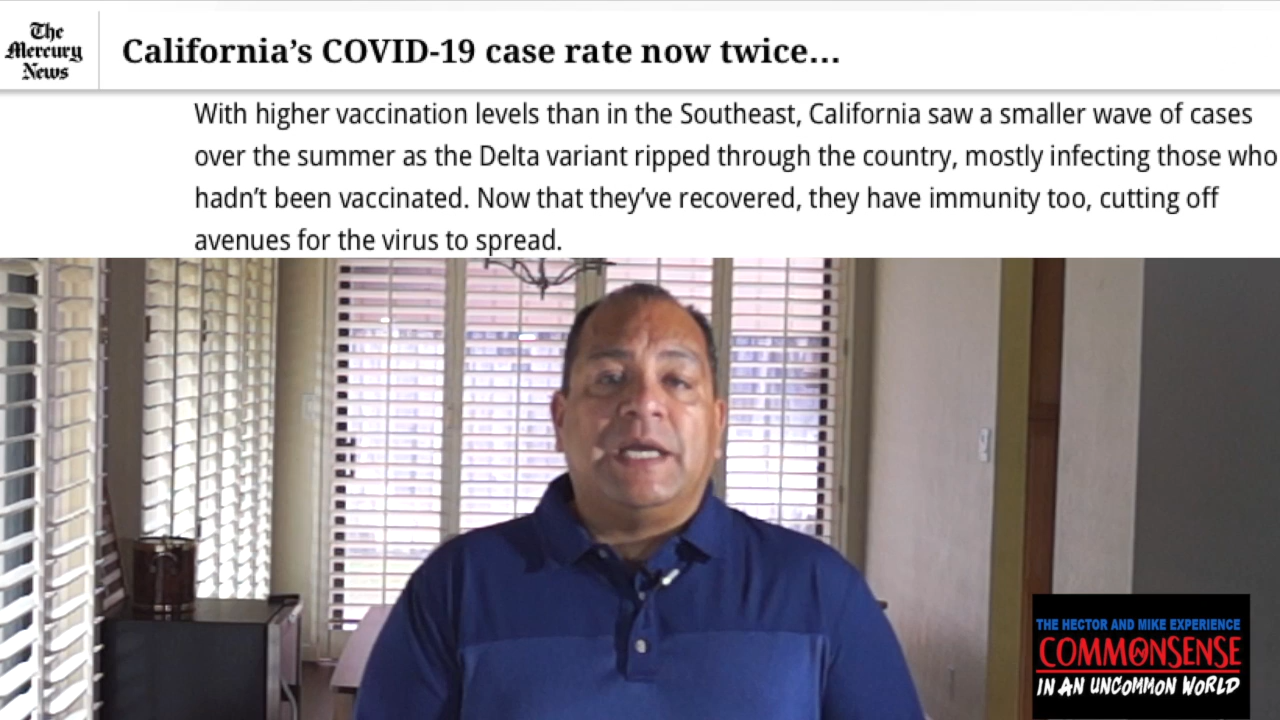 The
Mercury
News
California’s COVID-19 case rate now twice…
With higher vaccination levels than in the Southeast, California saw a smaller wave of cases
over the summer as the Delta variant ripped through the country, mostly infecting those who
hadn’t been vaccinated. Now that they’ve recovered, they have immunity too, cutting off
avenues for the virus to spread.
THE HECTOR AND MIKE EXPERIENCE
COMMONSENSE
IN AN UNCOMMON WORLD